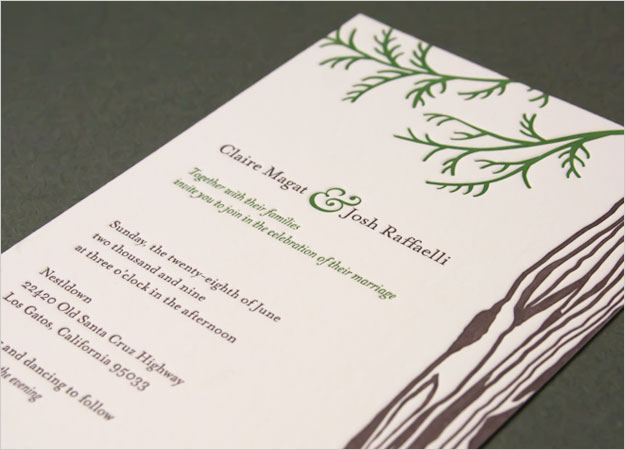 Claire Magat & Josh Raffaelli
Together with their families
invite you to join in the celebration of their marriage
Sunday, the twenty-eighth of June
two thousand and nine
at three o'clock in the afternoon
Nestldown
22420 Old Santa Cruz Highway
Los Gatos, California 95033
and dancing to follow
the evening